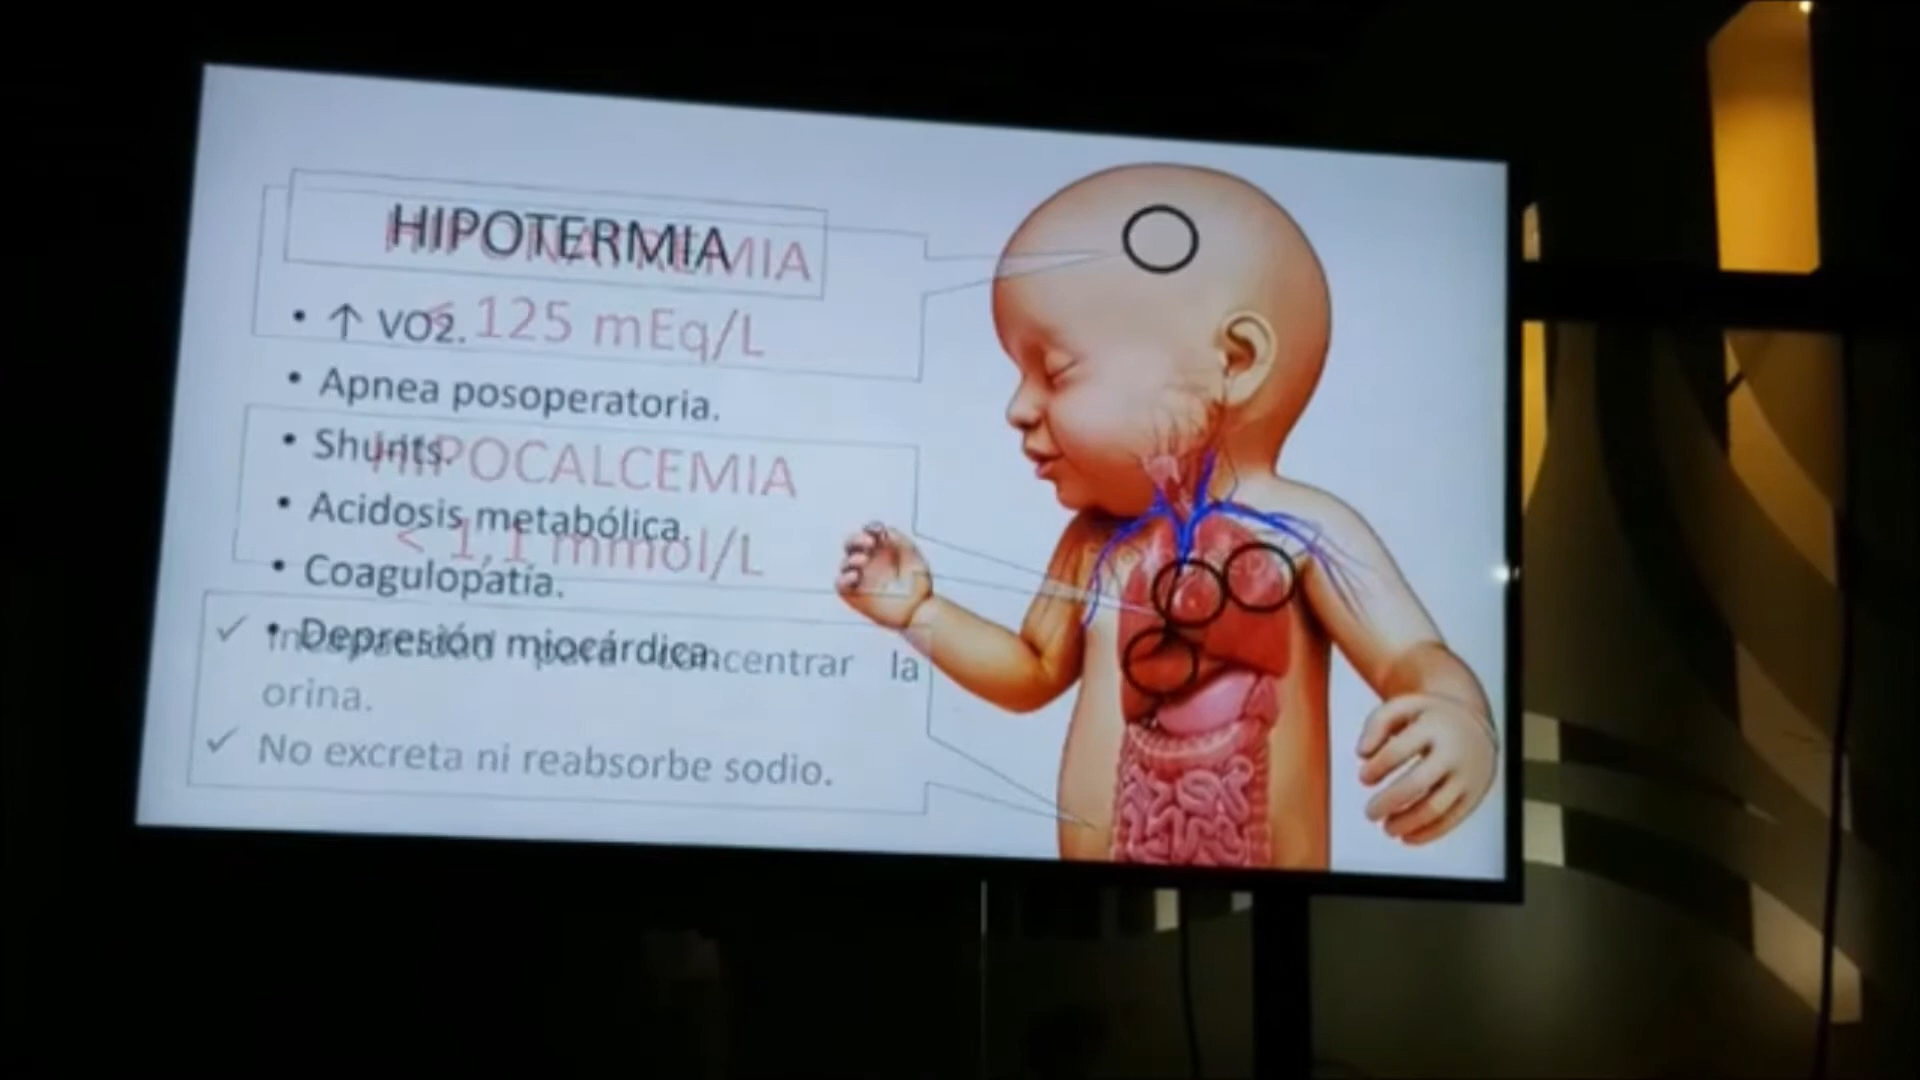 HIPOTERMIA
HIPONATREMIA
< 125 mEq/L
• ↑ VO2.
• Apnea posoperatoria.
• Shunts.
HIPOCALCEMIA
• Acidosis metabólica.
< 1,1 mmol/L
• Coagulopatía.
• Depresión miocárdica.
✓ Incapacidad para concentrar la
orina.
✓ No excreta ni reabsorbe sodio.